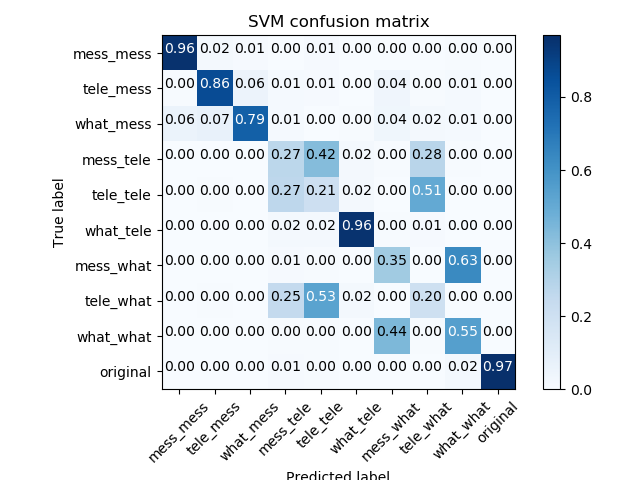 SVM confusion matrix
mess_mess 0.96 0.02 0.01 0.00 0.01 0.00 0.00 0.00 0.00 0.00
tele_mess 0.00 0.86 0.06 0.01 0.01 0.00 0.04 0.00 0.01 0.00
what_mess 0.06 0.07 0.79 0.01 0.00 0.00 0.04 0.02 0.01 0.00
mess_tele 0.00 0.00 0.00 0.27 0.42 0.02 0.00 0.28 0.00 0.00
tele_tele 0.00 0.00 0.00 0.27 0.21 0.02 0.00 0.51 0.00 0.00
what_tele 0.00 0.00 0.00 0.02 0.02 0.96 0.00 0.01 0.00 0.00
mess_what 0.00 0.00 0.00 0.01 0.00 0.00 0.35 0.00 0.63 0.00
tele_what 0.00 0.00 0.00 0.25 0.53 0.02 0.00 0.20 0.00 0.00
what_what 0.00 0.00 0.00 0.00 0.00 0.00 0.44 0.00 0.55 0.00
original 0.00 0.00 0.00 0.01 0.00 0.00 0.00 0.00 0.02 0.97
True label
mess_mess tele_mess what_mess mess_tele tele_tele what_tele mess_what tele_what what_what original
Predicted label
0.8
0.6
0.4
0.2
0.0